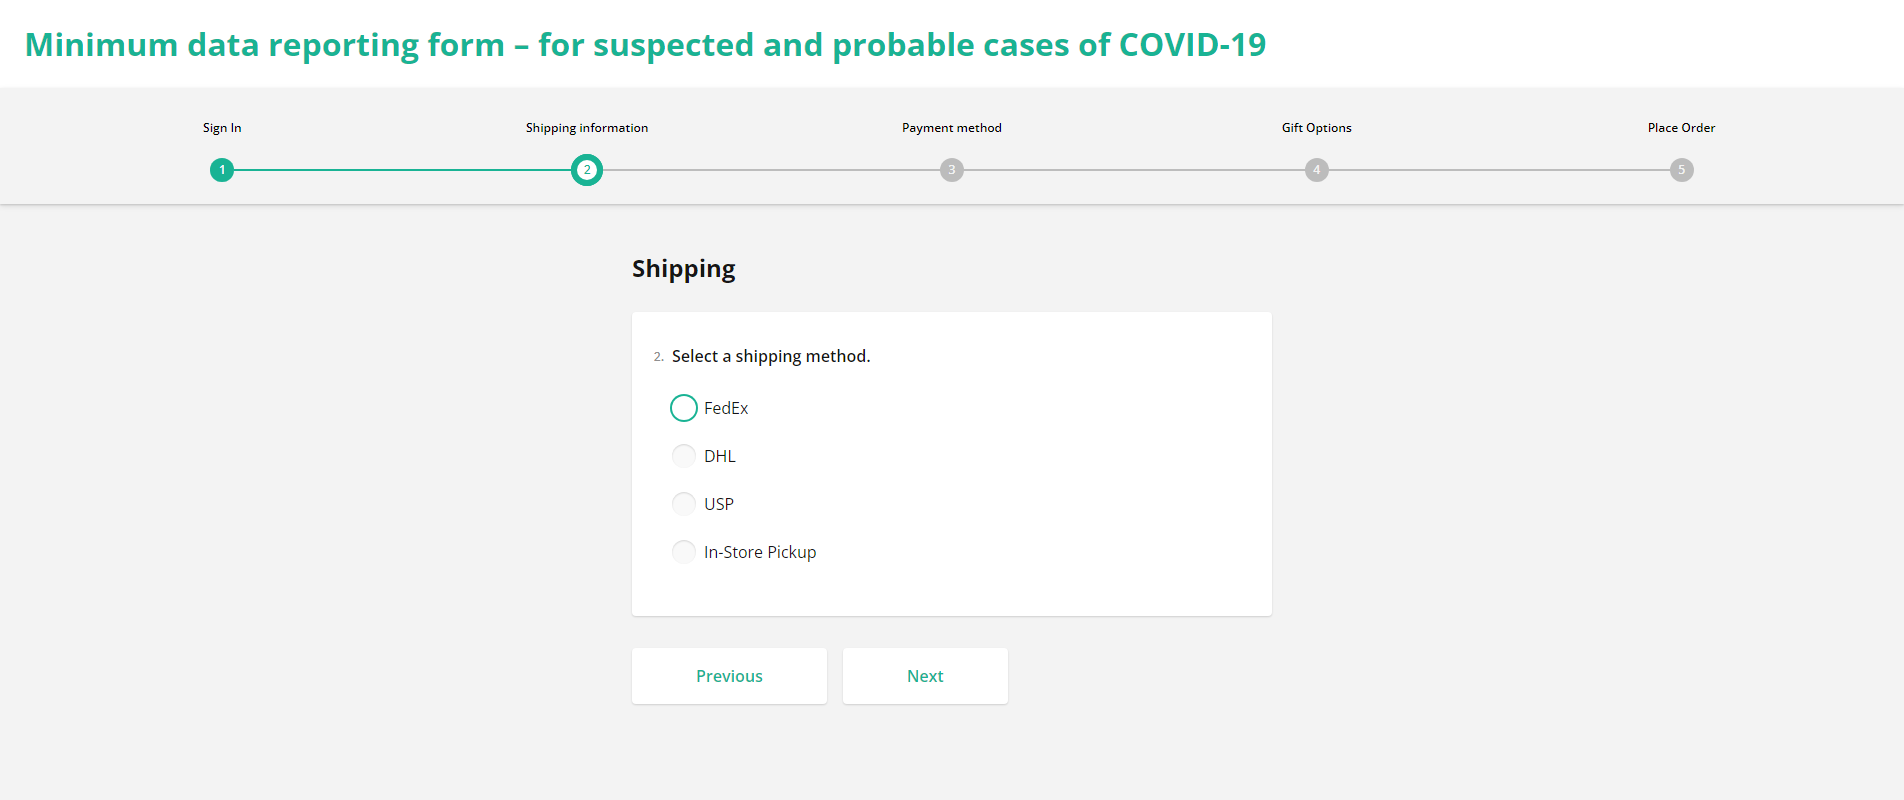 Minimum data reporting form – for suspected and probable cases of COVID-19
Sign In
Shipping information
Payment method
Gift Options
Place Order
1
2
3
4
5
Shipping
2. Select a shipping method.
FedEx
DHL
USP
In-Store Pickup
Previous
Next